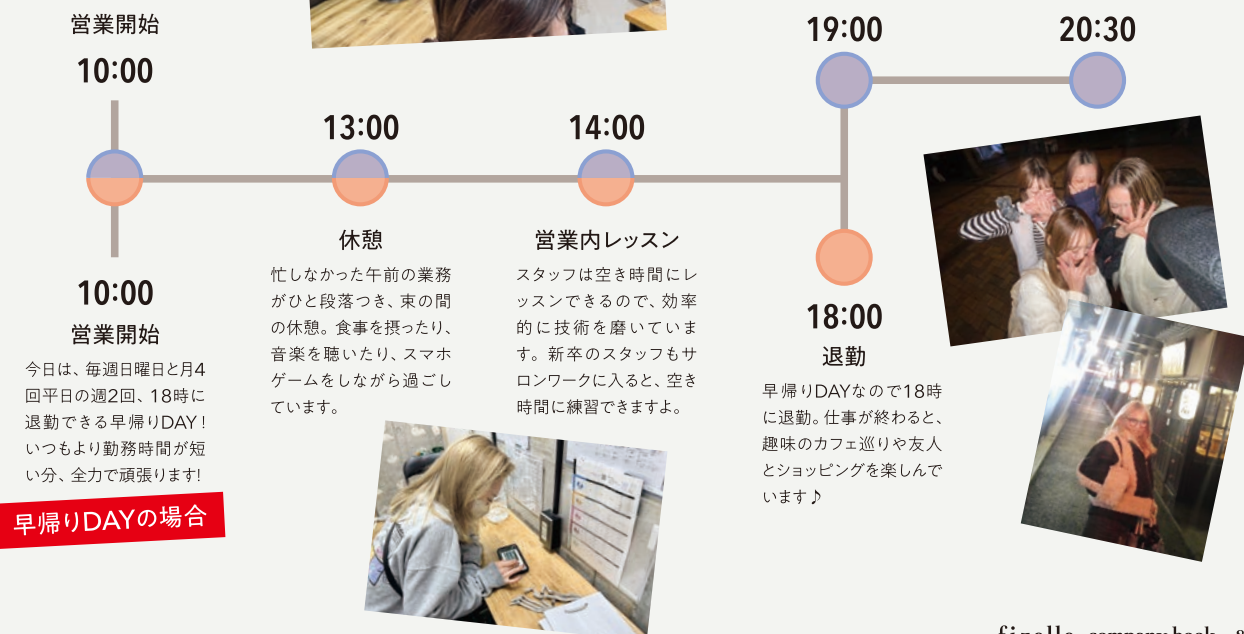 営業開始
10:00
19:00
20:30
13:00
14:00
10:00
営業開始
今日は、毎週日曜日と月4
回平日の週2回、18時に
退勤できる早帰りDAY!
いつもより勤務時間が短
い分、全力で頑張ります!
早帰りDAYの場合
休憩
忙しなかった午前の業務
がひと段落つき、束の間
の休憩。食事を摂ったり、
音楽を聴いたり、スマホ
ゲームをしながら過ごし
ています。
営業内レッスン
スタッフは空き時間にレ
ッスンできるので、効率
的に技術を磨いていま
す。新卒のスタッフもサ
ロンワークに入ると、空き
時間に練習できますよ。
18:00
退勤
早帰りDAYなので18時
に退勤。仕事が終わると、
趣味のカフェ巡りや友人
とショッピングを楽しんで
います♪